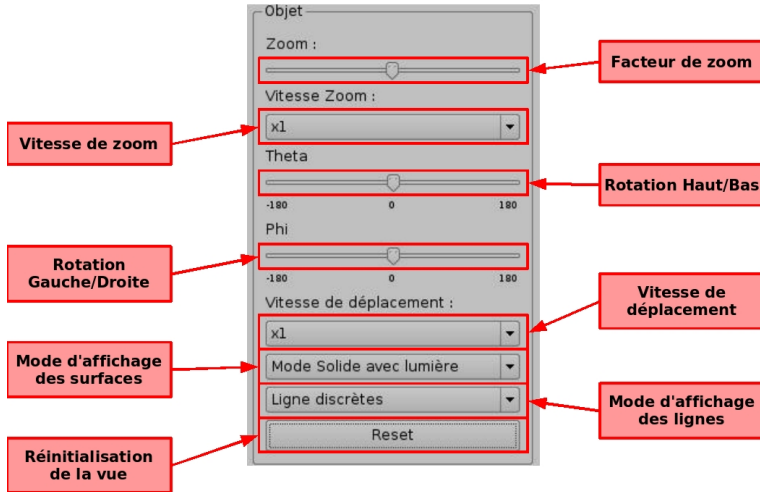 Objet
Zoom :
Facteur de zoom
Vitesse Zoom :
x1
Vitesse de zoom
Theta
Rotation Haut/Bas
-180 0 180
Phi
Rotation
Gauche/Droite
-180 0 180
Vitesse de déplacement :
Vitesse de
déplacement
x1
Mode d'affichage
des surfaces
Mode Solide avec lumière
Ligne discrètes
Mode d'affichage
des lignes
Reset
Réinitialisation
de la vue